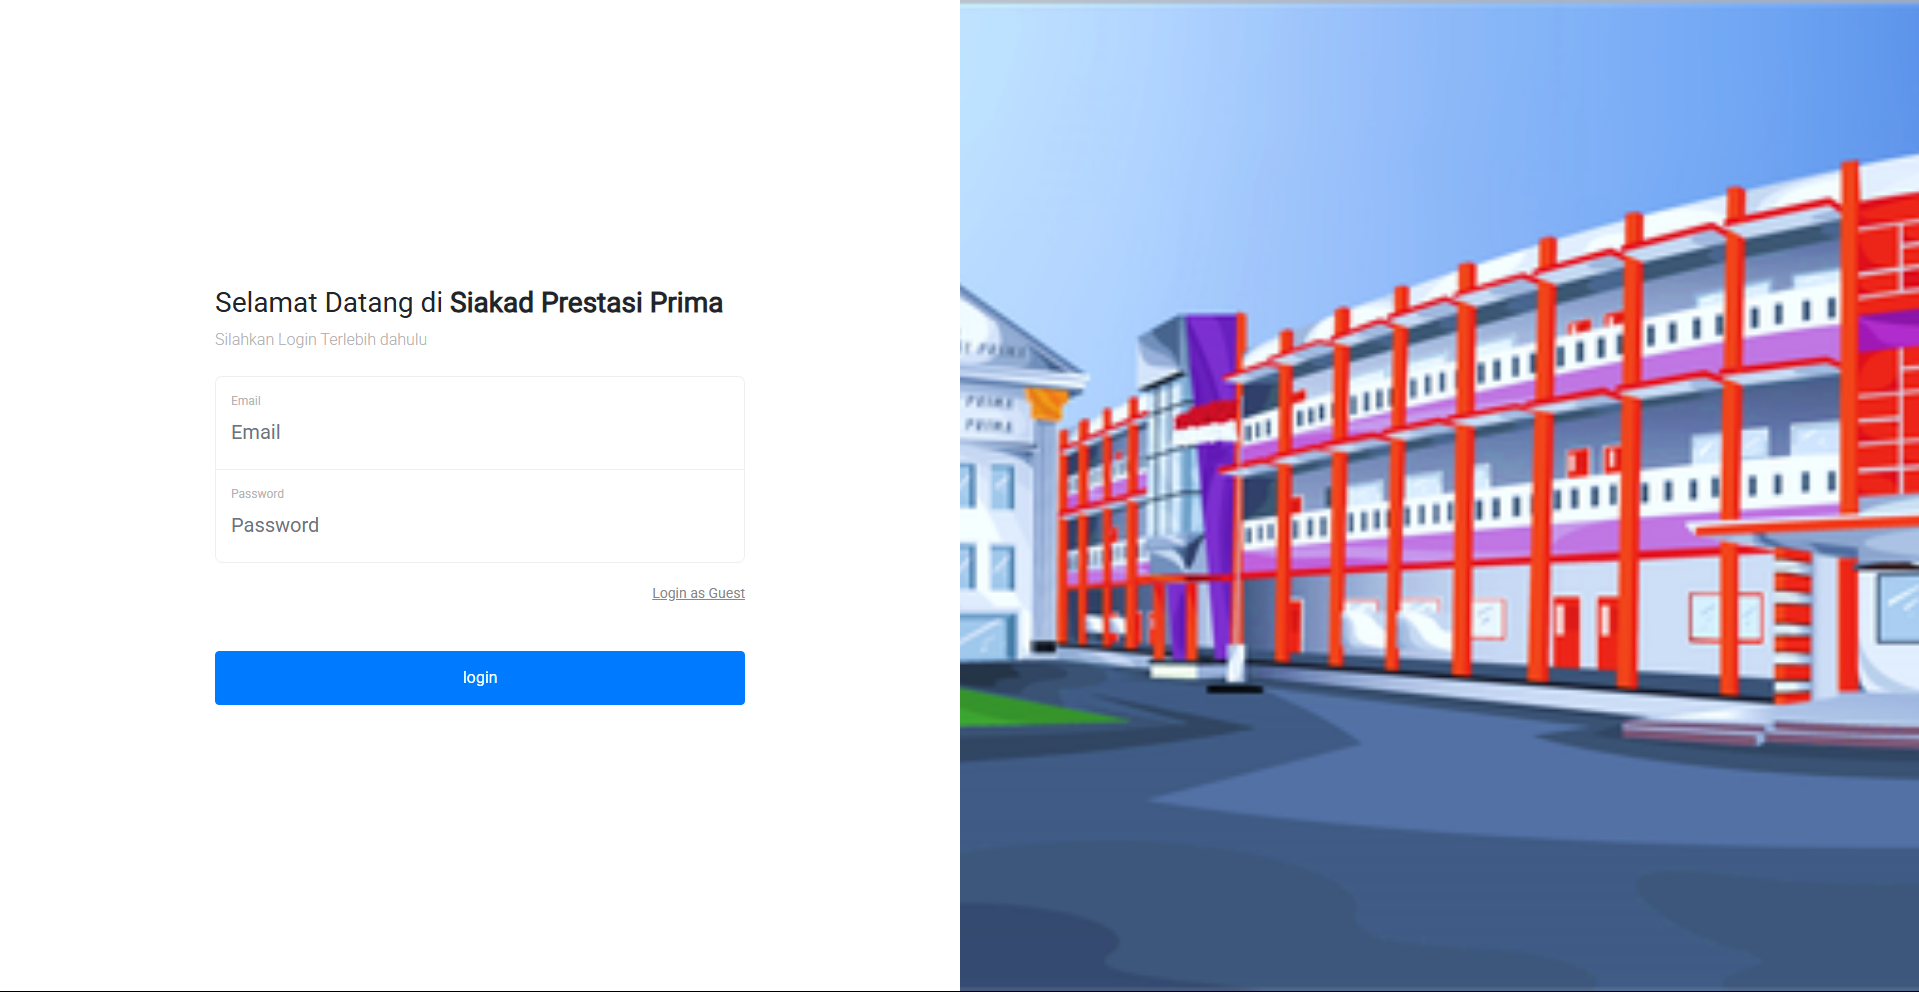 Selamat Datang di Siakad Prestasi Prima
Silahkan Login Terlebih dahulu
Email
Email
Password
Password
Login as Guest
login
PRIMA
PRIMA
PRIMA